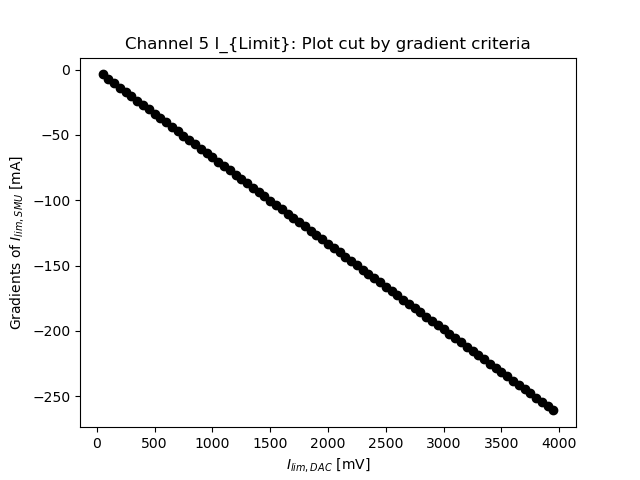 Channel 5 I_{Limit}: Plot cut by gradient criteria
0
−50
−100
−150
−200
−250
Gradients of I_{lim,SMU} [mA]
0 500 1000 1500 2000 2500 3000 3500 4000
I_{lim,DAC} [mV]